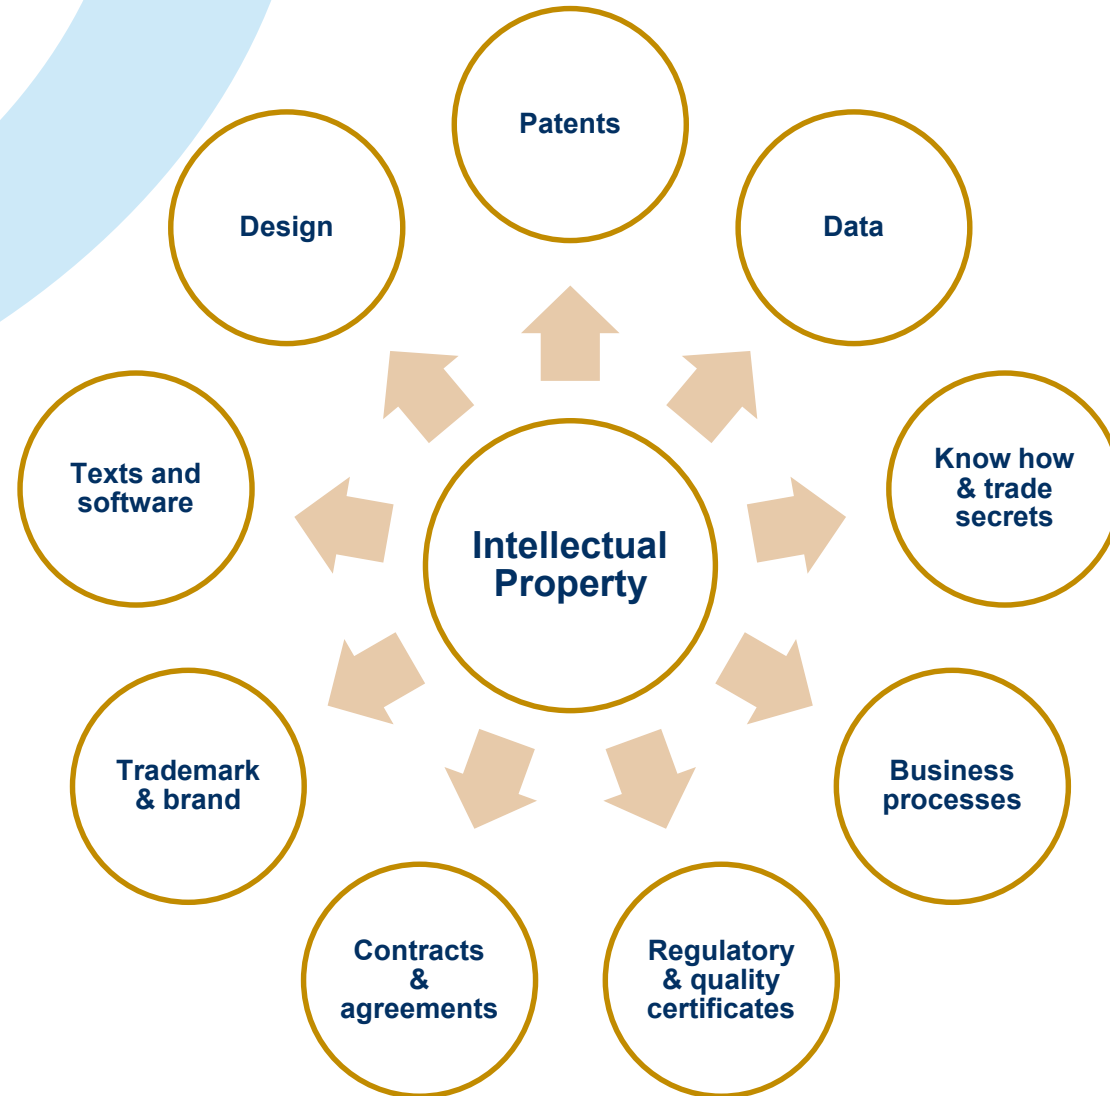 Patents
Design
Data
Texts and
software
Know how
& trade
secrets
Intellectual
Property
Trademark
& brand
Business
processes
Contracts
&
agreements
Regulatory
& quality
certificates